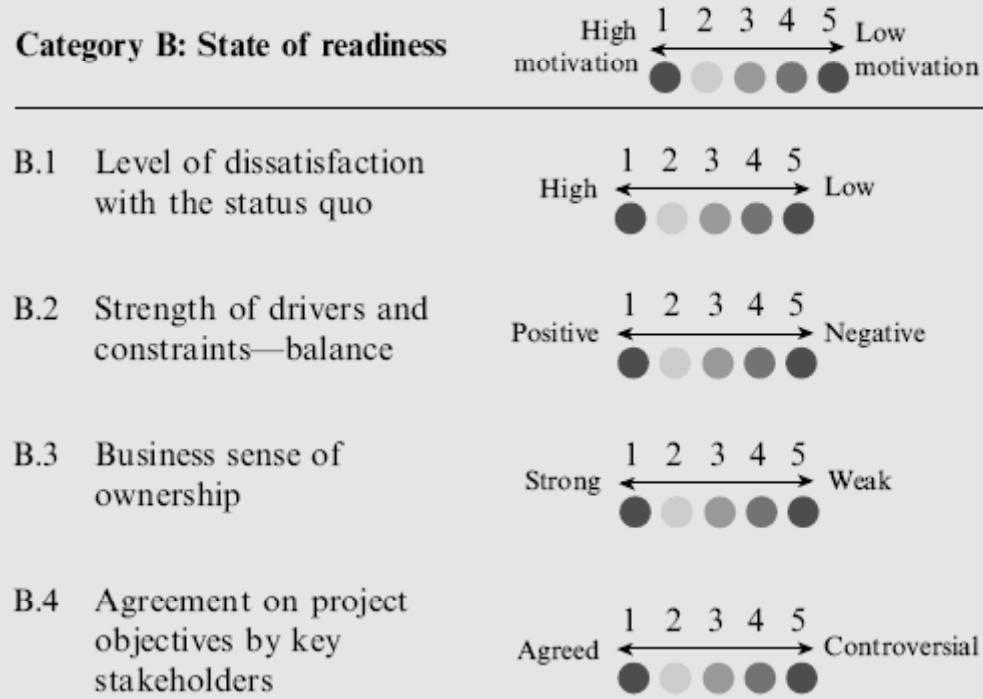 Category B: State of readiness
High motivation 1 2 3 4 5 Low motivation
B.1 Level of dissatisfaction
with the status quo
1 2 3 4 5
High Low
B.2 Strength of drivers and
constraints—balance
1 2 3 4 5
Positive Negative
B.3 Business sense of
ownership
1 2 3 4 5
Strong Weak
B.4 Agreement on project
objectives by key
stakeholders
1 2 3 4 5
Agreed Controversial